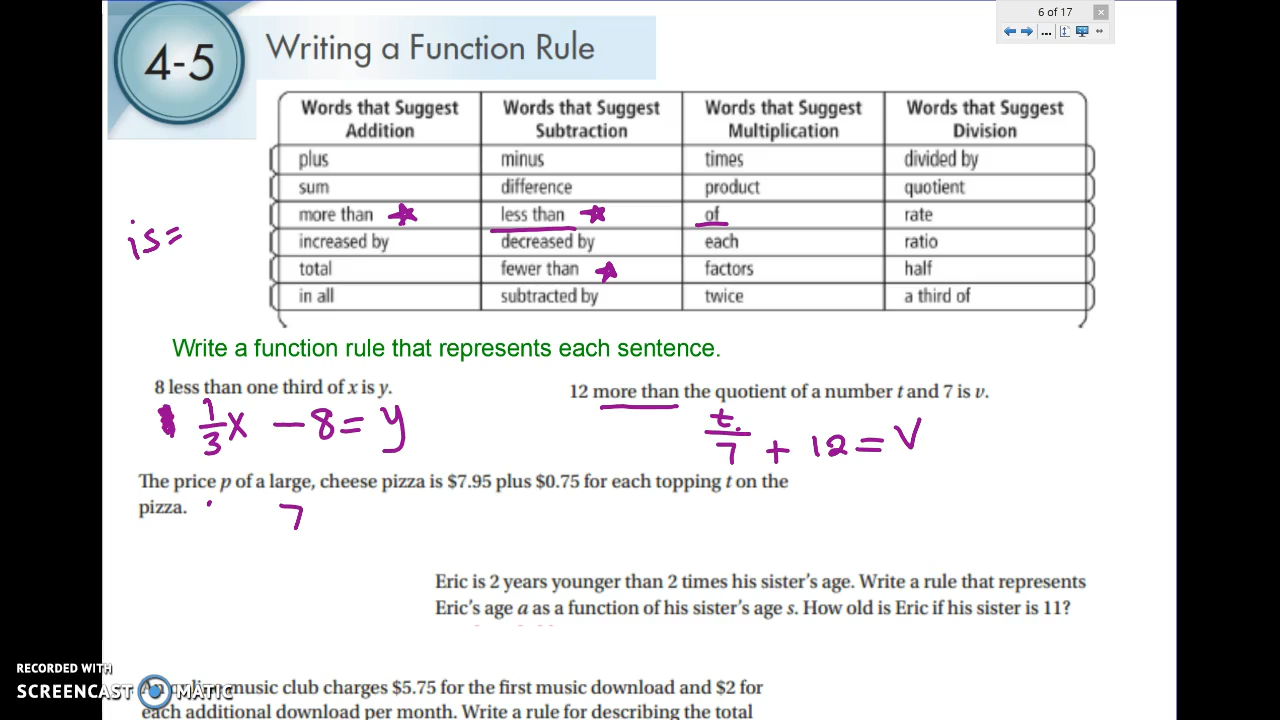 6 of 17
4-5
Writing a Function Rule
Words that Suggest Addition
Words that Suggest Subtraction
Words that Suggest Multiplication
Words that Suggest Division
plus minus times divided by
sum difference product quotient
more than less than of rate
increased by decreased by each ratio
total fewer than factors half
in all subtracted by twice a third of
is =
Write a function rule that represents each sentence.
8 less than one third of x is y.
1/3 x - 8 = y
12 more than the quotient of a number t and 7 is v.
t/7 + 12 = v
The price p of a large, cheese pizza is $7.95 plus $0.75 for each topping t on the
pizza.
7
Eric is 2 years younger than 2 times his sister's age. Write a rule that represents
Eric's age a as a function of his sister's age s. How old is Eric if his sister is 11?
music club charges $5.75 for the first music download and $2 for
each additional download per month. Write a rule for describing the total
RECORDED WITH
SCREENCAST MATIC